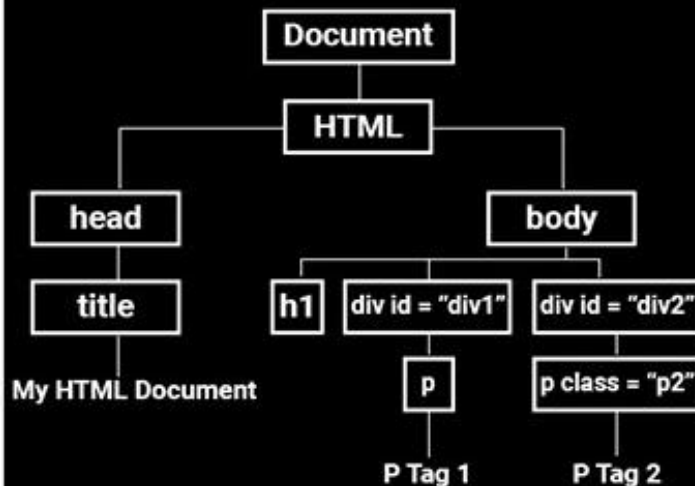 Document
HTML
head
body
title
h1
div id = “div1”
div id = “div2”
My HTML Document
p
p class = “p2”
P Tag 1
P Tag 2